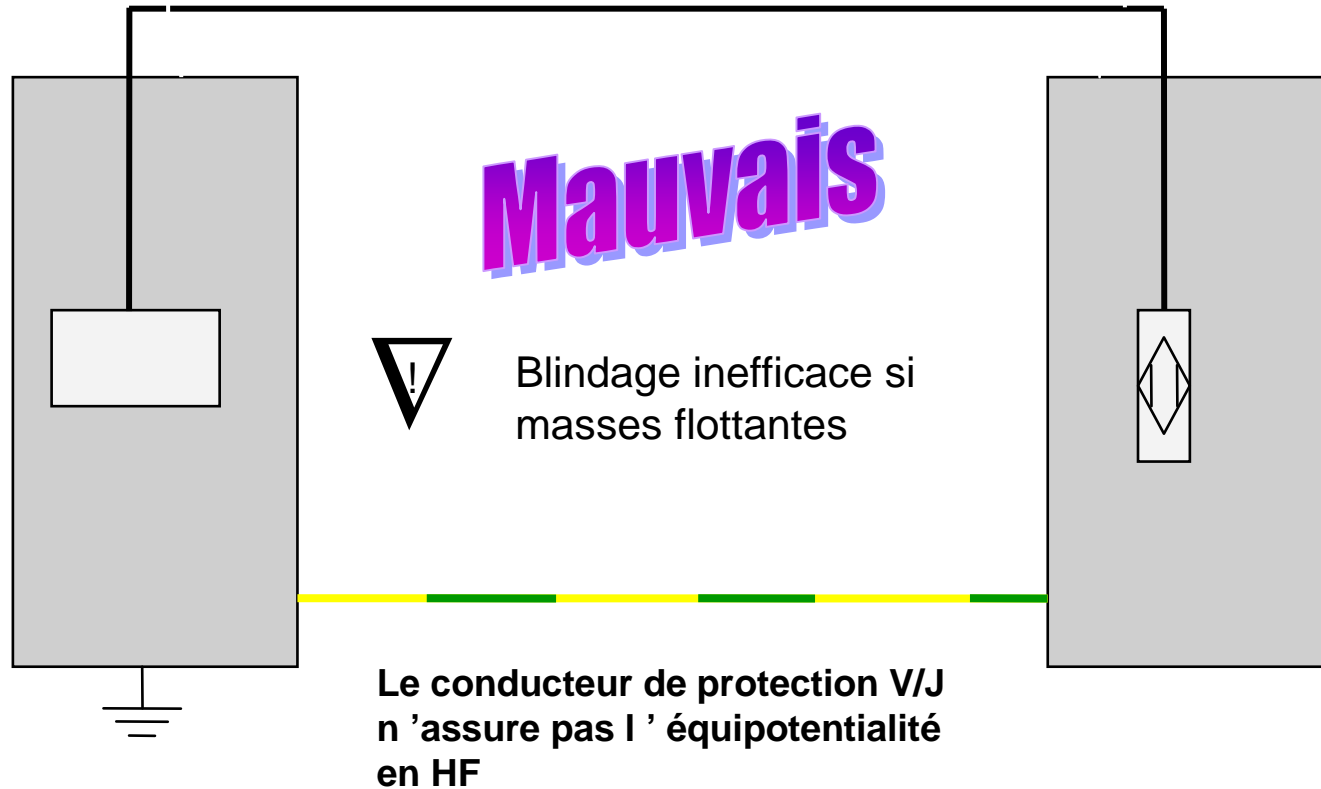 Mauvais
!
Blindage inefficace si
masses flottantes
Le conducteur de protection V/J
n ’assure pas l ’ équipotentialité
en HF